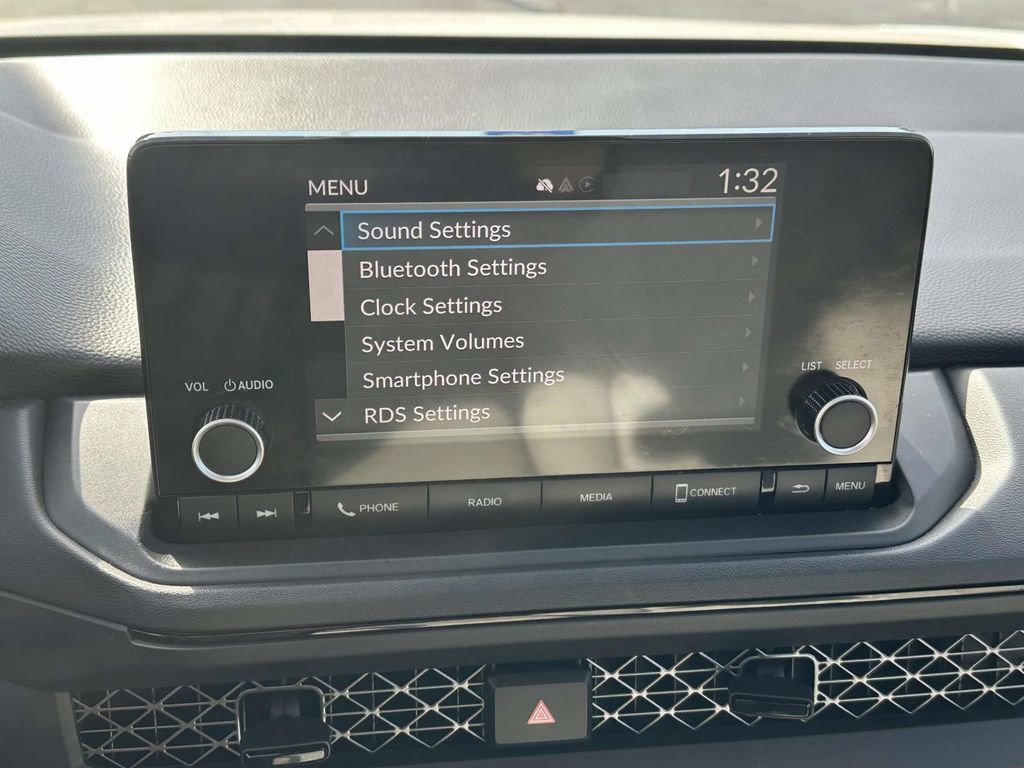 MENU 1:32
Sound Settings
Bluetooth Settings
Clock Settings
System Volumes
Smartphone Settings
RDS Settings
VOL AUDIO
LIST SELECT
PHONE RADIO MEDIA CONNECT MENU